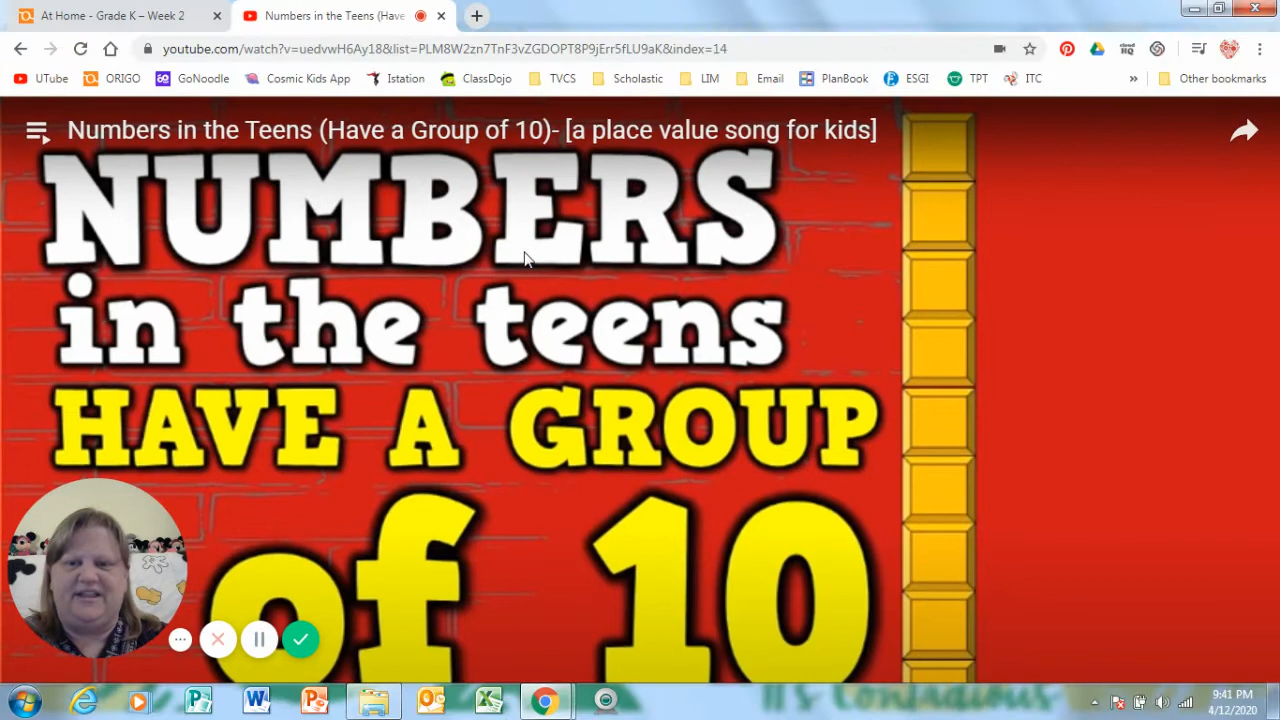 At Home - Grade K – Week 2
Numbers in the Teens (Have
youtube.com/watch?v=uedvwH6Ay18&list=PLM8W2zn7TnF3vZGDOPT8P9jErr5fLU9aK&index=14
UTube ORIGO GoNoodle Cosmic Kids App Istation ClassDojo TVCS Scholastic LIM Email PlanBook ESGI TPT ITC » Other bookmarks
Numbers in the Teens (Have a Group of 10)- [a place value song for kids]
NUMBERS
in the teens
HAVE A GROUP
of 10
9:41 PM
4/12/2020